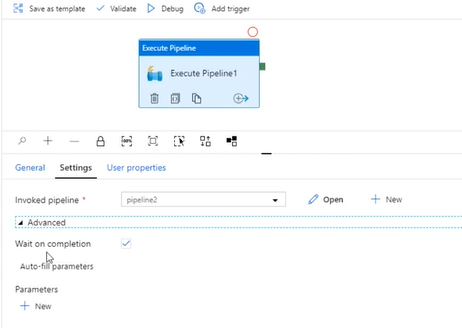 Save as template Validate Debug Add trigger
Execute Pipeline
Execute Pipeline1
General Settings User properties
Invoked pipeline * pipeline2 Open + New
Advanced
Wait on completion
Auto-fill parameters
Parameters
+ New